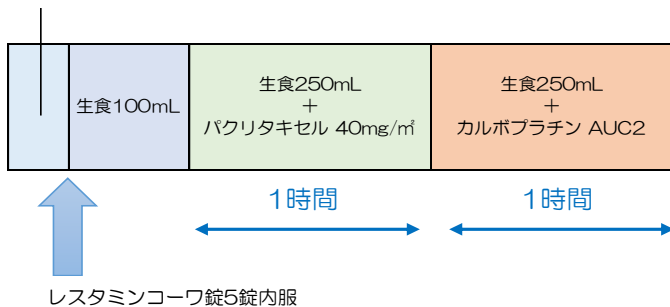 生食100mL
生食250mL
＋
パクリタキセル 40mg/㎡
生食250mL
＋
カルボプラチン AUC2
1時間
1時間
レスタミンコーワ錠5錠内服